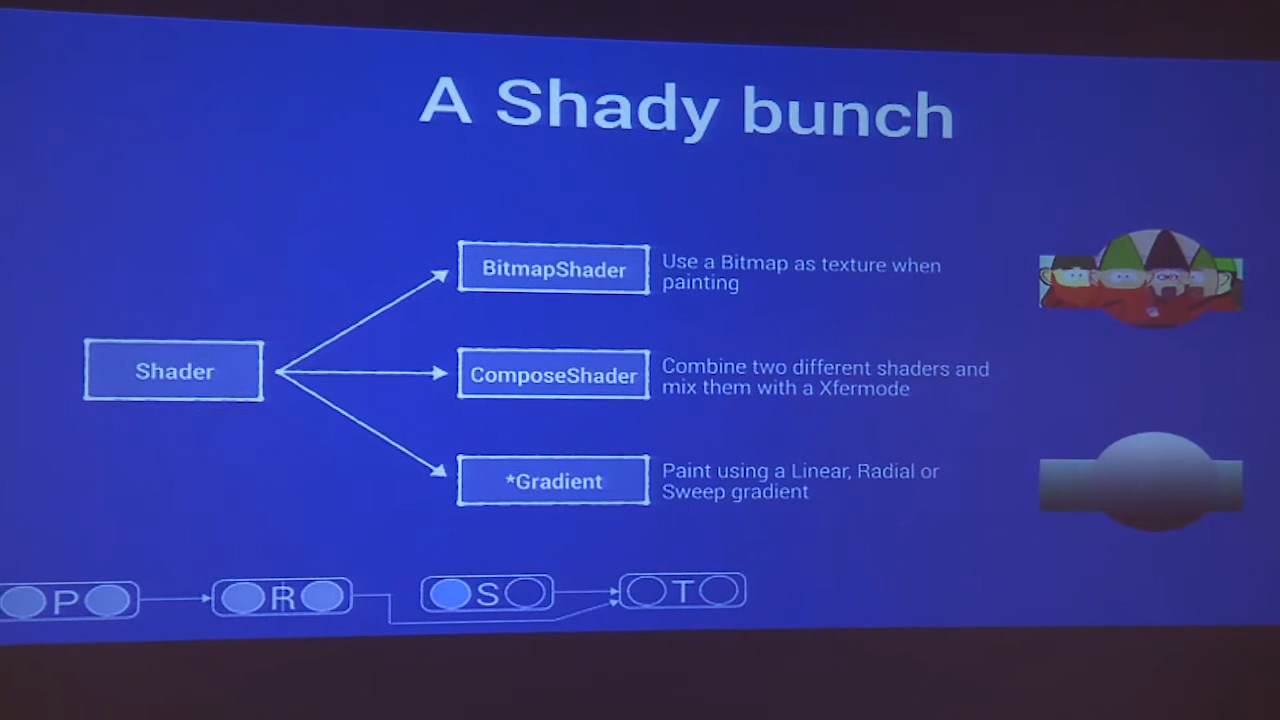 A Shady bunch
BitmapShader
Use a Bitmap as texture when
painting
Shader
ComposeShader
Combine two different shaders and
mix them with a Xfermode
*Gradient
Paint using a Linear, Radial or
Sweep gradient
P
R
S
T